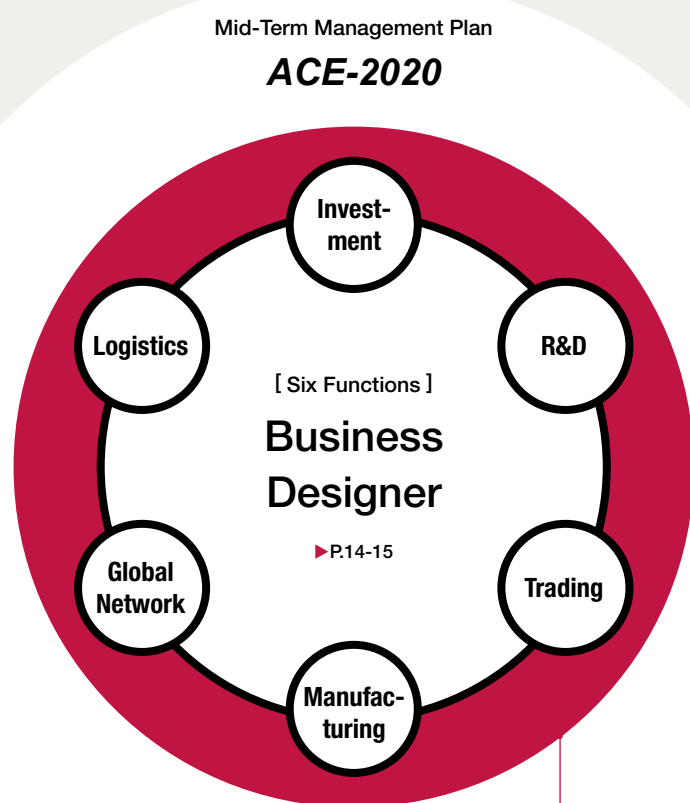 Mid-Term Management Plan
ACE-2020
Invest-
ment
Logistics
R&D
[ Six Functions ]
Business
Designer
▶P.14-15
Global
Network
Trading
Manufac-
turing